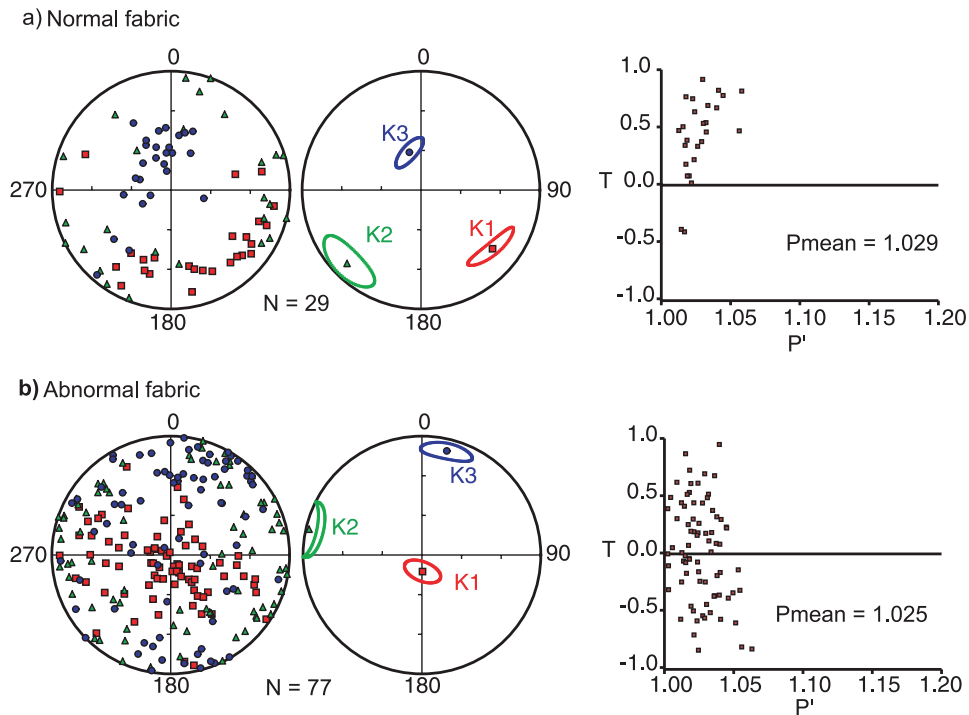 a) Normal fabric
0
270
180
N = 29
K3
K2
K1
90
180
1.0
0.5
T 0.0
-0.5
-1.0
Pmean = 1.029
1.00 1.05 1.10 1.15 1.20
P'
b) Abnormal fabric
0
270
180
N = 77
0
K3
K2
K1
90
180
1.0
0.5
T 0.0
-0.5
-1.0
Pmean = 1.025
1.00 1.05 1.10 1.15 1.20
P'
0